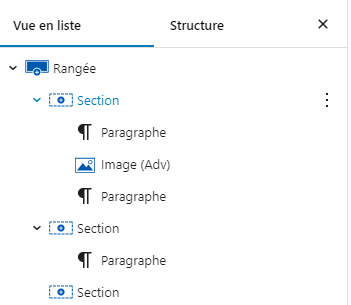 Vue en liste
Structure
Rangée
Section
Paragraphe
Image (Adv)
Paragraphe
Section
Paragraphe
Section